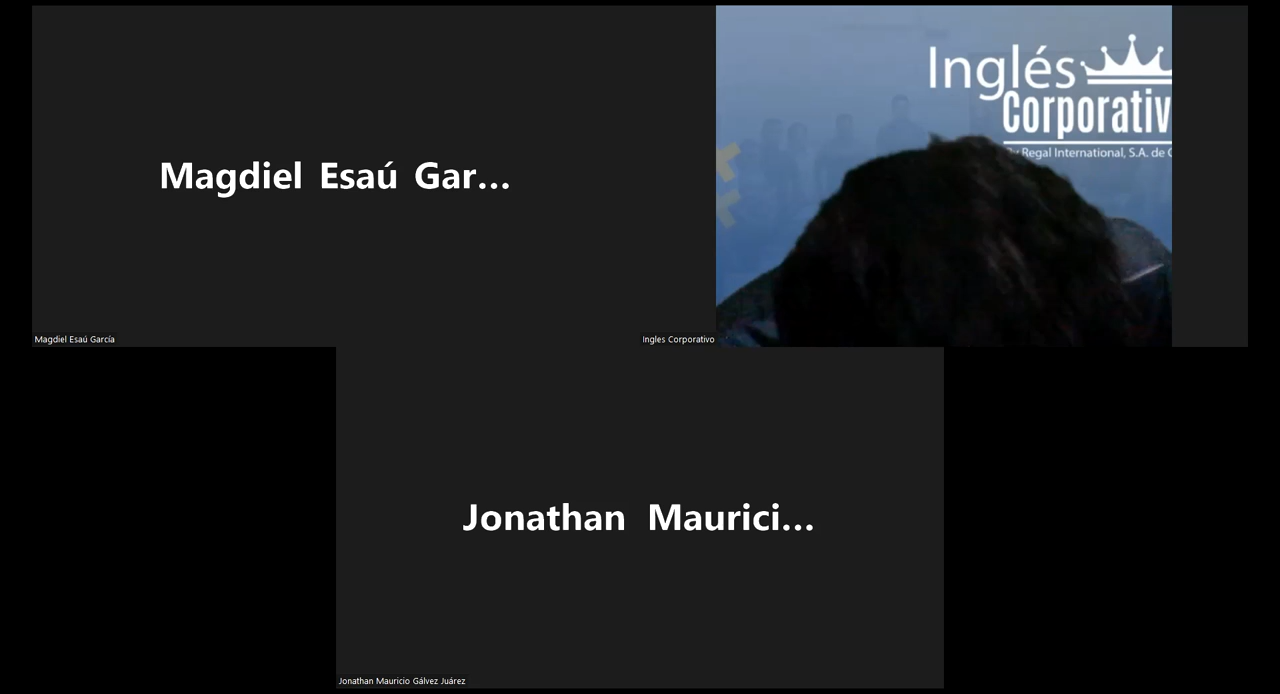 Magdiel Esaú Gar...
Magdiel Esaú García
Inglés
Corporativ
Regal International, S.A. de C
Ingles Corporativo
Jonathan Maurici...
Jonathan Mauricio Gálvez Juárez